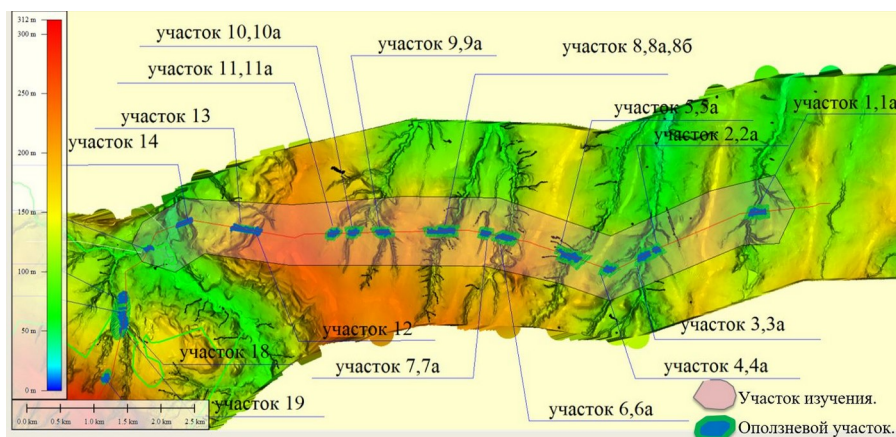 312 m
300 m
250 m
200 m
150 m
100 m
50 m
0 m
участок 10,10а
участок 9,9а
участок 8,8а,8б
участок 11,11а
участок 5,5а
участок 1,1а
участок 13
участок 2,2а
участок 14
участок 12
участок 3,3а
участок 18
участок 7,7а
участок 4,4а
участок 19
участок 6,6а
0.0 km 0.5 km 1.0 km 1.5 km 2.0 km 2.5 km
Участок изучения.
Оползневой участок.